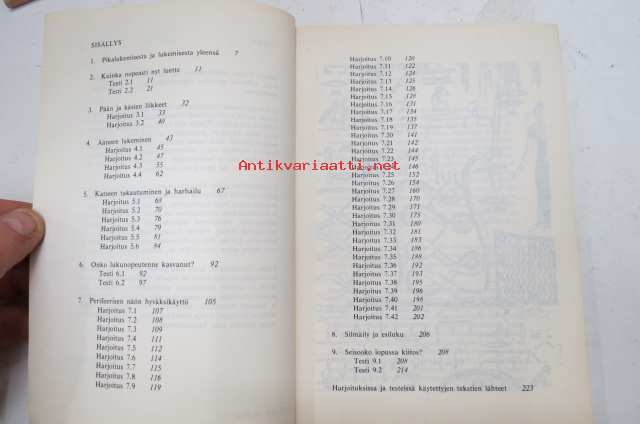 SISÄLLYS
1. Pikalukemisesta ja lukemisesta yleensä 7
2. Kuinka nopeasti nyt luette 11
Testi 2.1 11
Testi 2.2 21
3. Pään ja käsien liikkeet 32
Harjoitus 3.1 33
Harjoitus 3.2 40
4. Ääneen lukeminen 43
Harjoitus 4.1 45
Harjoitus 4.2 47
Harjoitus 4.3 55
Harjoitus 4.4 62
5. Katseen takautuminen ja harhailu 67
Harjoitus 5.1 68
Harjoitus 5.2 70
Harjoitus 5.3 76
Harjoitus 5.4 79
Harjoitus 5.5 81
Harjoitus 5.6 84
6. Onko lukunopeutenne kasvanut? 92
Testi 6.1 92
Testi 6.2 97
7. Perifeerisen näön hyväksikäyttö 105
Harjoitus 7.1 107
Harjoitus 7.2 108
Harjoitus 7.3 109
Harjoitus 7.4 111
Harjoitus 7.5 112
Harjoitus 7.6 114
Harjoitus 7.7 115
Harjoitus 7.8 116
Harjoitus 7.9 119
Harjoitus 7.10 120
Harjoitus 7.11 122
Harjoitus 7.12 124
Harjoitus 7.13 125
Harjoitus 7.14 126
Harjoitus 7.15 129
Harjoitus 7.16 131
Harjoitus 7.17 134
Harjoitus 7.18 135
Harjoitus 7.19 137
Harjoitus 7.20 141
Harjoitus 7.21 142
Harjoitus 7.22 144
Harjoitus 7.23 145
Antikvariaatti.net
146
Harjoitus 7.25 152
Harjoitus 7.26 154
Harjoitus 7.27 160
Harjoitus 7.28 170
Harjoitus 7.29 171
Harjoitus 7.30 175
Harjoitus 7.31 180
Harjoitus 7.32 181
Harjoitus 7.33 184
Harjoitus 7.34 186
Harjoitus 7.35 188
Harjoitus 7.36 192
Harjoitus 7.37 193
Harjoitus 7.38 195
Harjoitus 7.39 196
Harjoitus 7.40 198
Harjoitus 7.41 201
Harjoitus 7.42 202
8. Silmäily ja esiluku 206
9. Seisooko lopussa kiitos? 208
Testi 9.1 208
Testi 9.2 214
Harjoituksissa ja testeissä käytettyjen tekstien lähteet 223